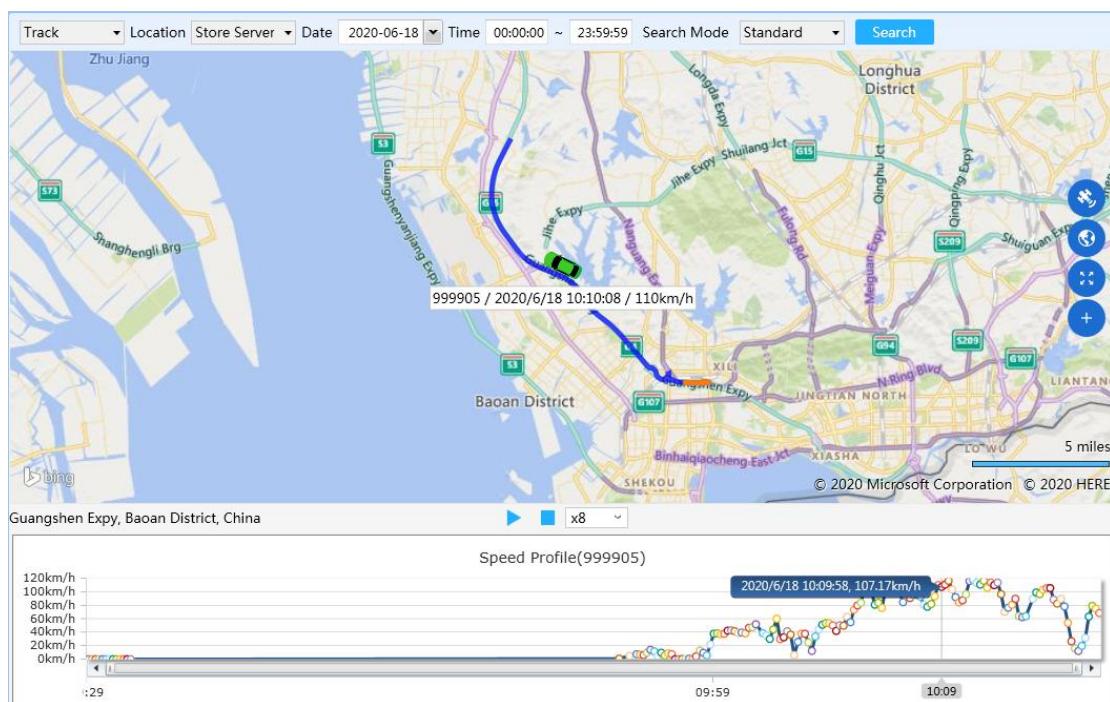 Track Location Store Server Date 2020-06-18 Time 00:00:00 ~ 23:59:59 Search Mode Standard Search
Zhu Jiang
Longhua
District
Longda Expy
S3
Jihe Expy Shuilang Jct G15
S73
Guangshenyanjiang Expy
Qinghu Jct
Qingping Expy
Shanghengli Brg
Jihe Expy
Nanguang Expy
Fulong Rd
Meiguan Expy
S209
Shuiguan Exp
999905 / 2020/6/18 10:10:08 / 110km/h
S3
XILI
G94
S209
G107
N Ring Blvd
LIANTAN
Guangshen Expy
Baoan District
G107
JINGTIAN NORTH
5 miles
Binhaiqiaocheng East Jct
XIASHA
LO WU
bing
SHEKOU
© 2020 Microsoft Corporation © 2020 HERE
Guangshen Expy, Baoan District, China x8
Speed Profile(999905)
120km/h
100km/h
80km/h
60km/h
40km/h
20km/h
0km/h
2020/6/18 10:09:58, 107.17km/h
:29 09:59 10:09